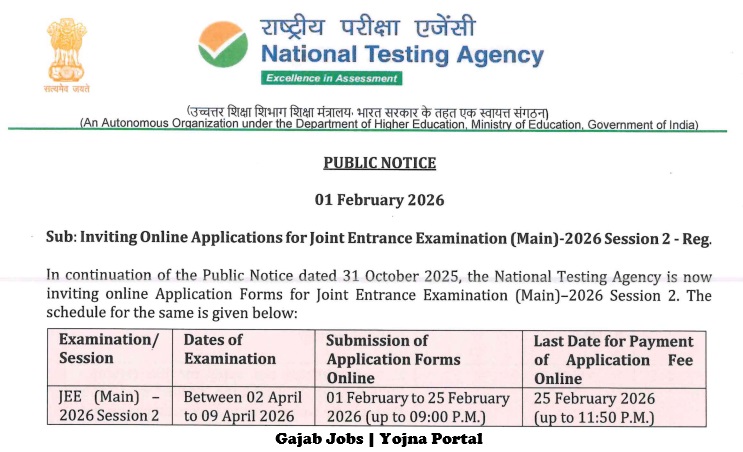 राष्ट्रीय परीक्षा एजेंसी
National Testing Agency
Excellence in Assessment
सत्यमेव जयते
(उच्चत्तर शिक्षा शिभाग शिक्षा मंत्रालय, भारत सरकार के तहत एक स्वायत्त संगठन)
(An Autonomous Organization under the Department of Higher Education, Ministry of Education, Government of India)
PUBLIC NOTICE
01 February 2026
Sub: Inviting Online Applications for Joint Entrance Examination (Main)-2026 Session 2 - Reg.
In continuation of the Public Notice dated 31 October 2025, the National Testing Agency is now
inviting online Application Forms for Joint Entrance Examination (Main)–2026 Session 2. The
schedule for the same is given below:
Examination/ Dates of Submission of Last Date for Payment
Session Examination Application Forms of Application Fee
Online Online
JEE (Main) – Between 02 April 01 February to 25 February 25 February 2026
2026 Session 2 to 09 April 2026 2026 (up to 09:00 P.M.) (up to 11:50 P.M.)
Gajab Jobs | Yojna Portal